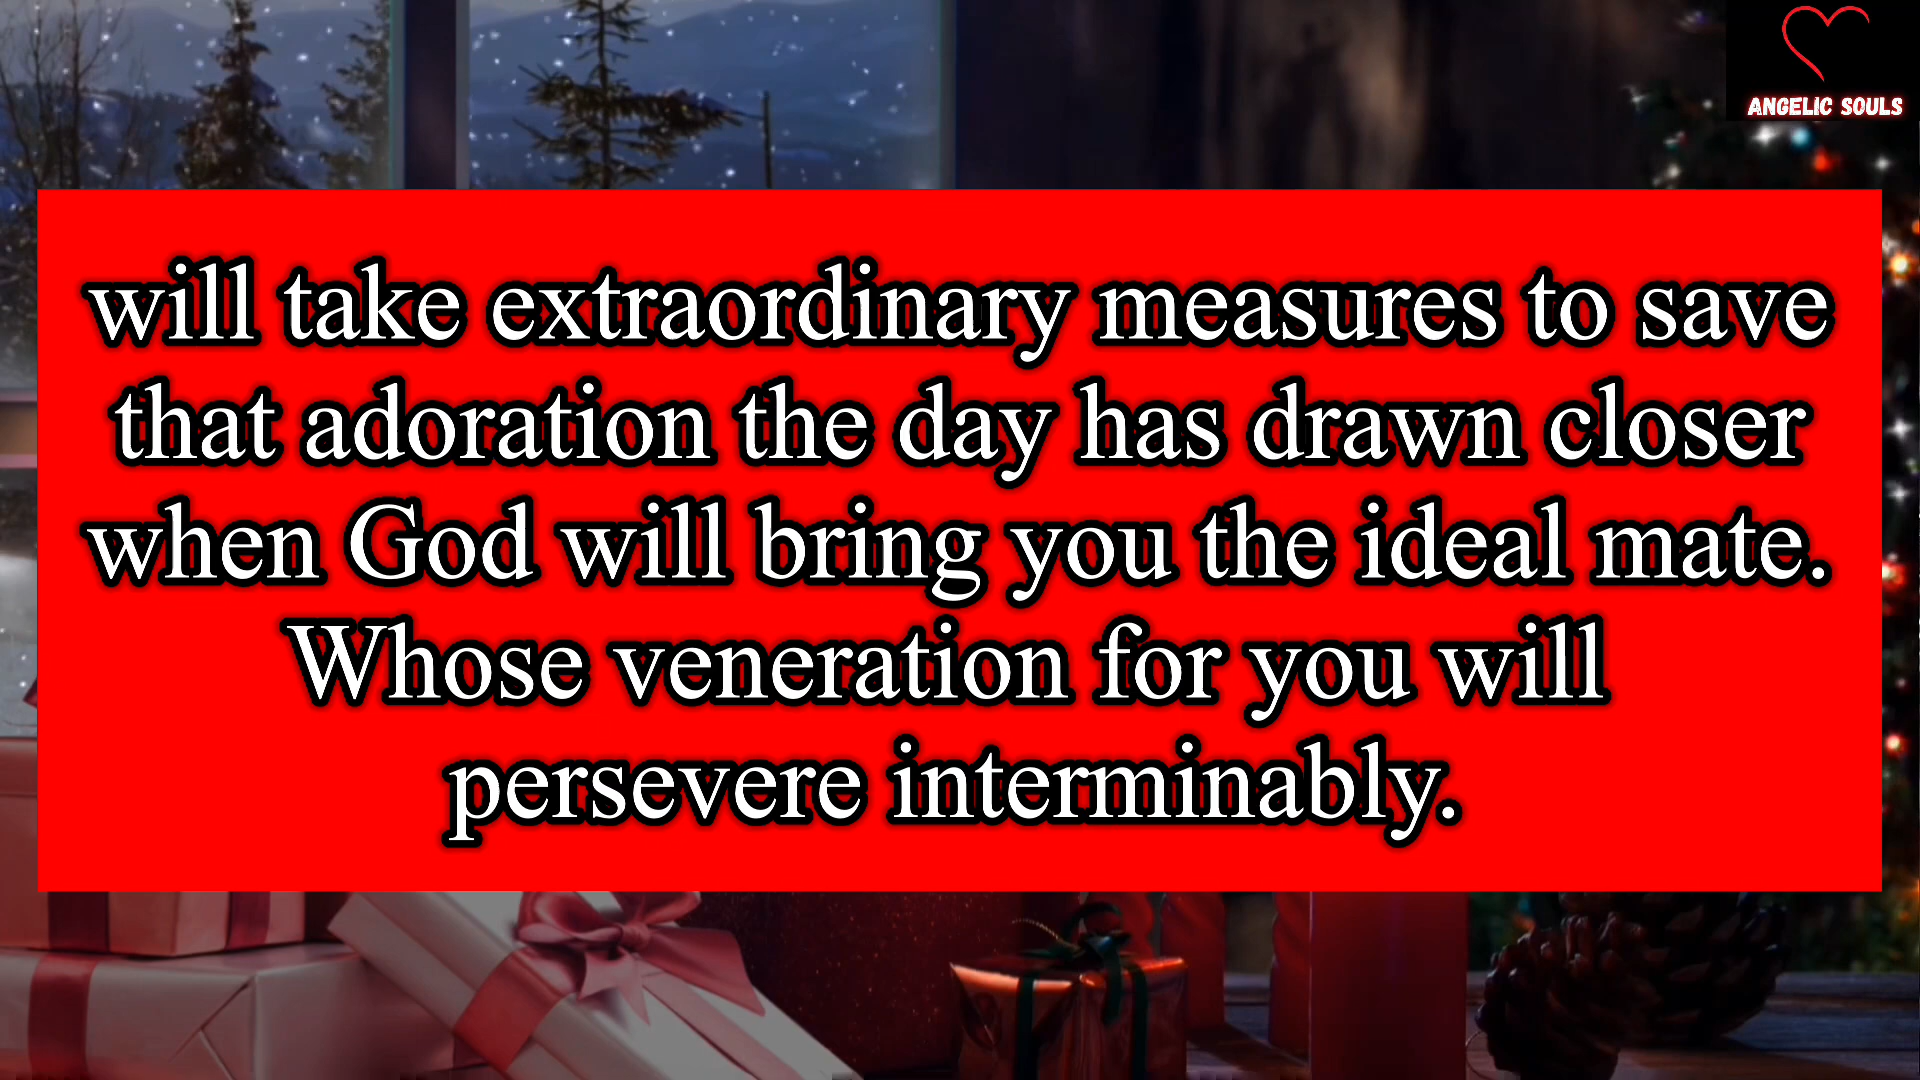 ANGELIC SOULS
will take extraordinary measures to save
that adoration the day has drawn closer
when God will bring you the ideal mate.
Whose veneration for you will
persevere interminably.